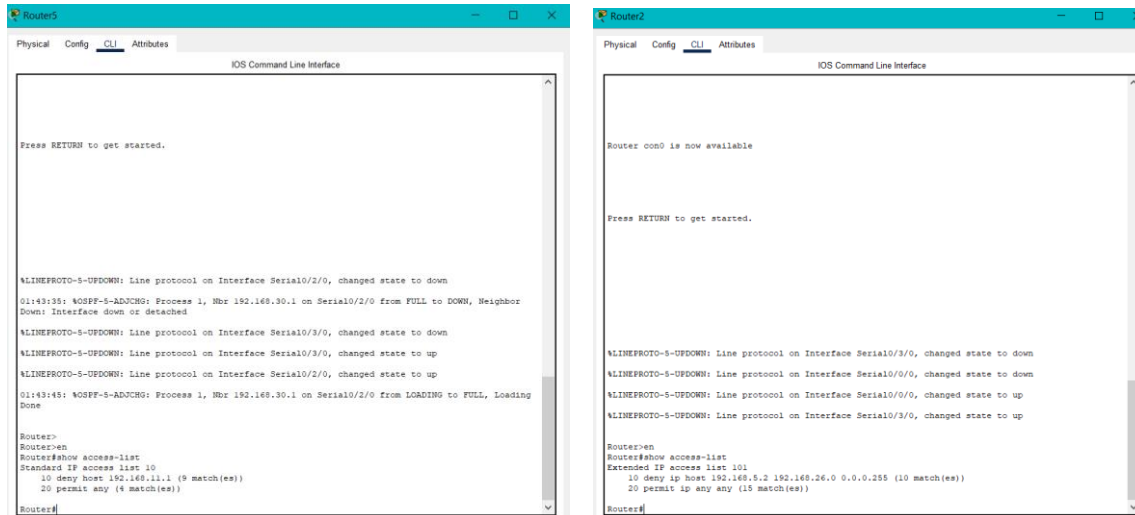 Router5
Physical Config CLI Attributes
IOS Command Line Interface
Press RETURN to get started.
%LINEPROTO-5-UPDOWN: Line protocol on Interface Serial0/2/0, changed state to down
01:43:35: %OSPF-5-ADJCHG: Process 1, Nbr 192.168.30.1 on Serial0/2/0 from FULL to DOWN, Neighbor
Down: Interface down or detached
%LINEPROTO-5-UPDOWN: Line protocol on Interface Serial0/3/0, changed state to down
%LINEPROTO-5-UPDOWN: Line protocol on Interface Serial0/3/0, changed state to up
%LINEPROTO-5-UPDOWN: Line protocol on Interface Serial0/2/0, changed state to up
01:43:45: %OSPF-5-ADJCHG: Process 1, Nbr 192.168.30.1 on Serial0/2/0 from LOADING to FULL, Loading
Done
Router>
Router>en
Router#show access-list
Standard IP access list 10
10 deny host 192.168.11.1 (9 match(es))
20 permit any (4 match(es))
Router#
Router2
Physical Config CLI Attributes
IOS Command Line Interface
Router con0 is now available
Press RETURN to get started.
%LINEPROTO-5-UPDOWN: Line protocol on Interface Serial0/3/0, changed state to down
%LINEPROTO-5-UPDOWN: Line protocol on Interface Serial0/0/0, changed state to down
%LINEPROTO-5-UPDOWN: Line protocol on Interface Serial0/0/0, changed state to up
%LINEPROTO-5-UPDOWN: Line protocol on Interface Serial0/3/0, changed state to up
Router>en
Router#show access-list
Extended IP access list 101
10 deny ip host 192.168.5.2 192.168.26.0 0.0.0.255 (10 match(es))
20 permit ip any any (15 match(es))
Router#